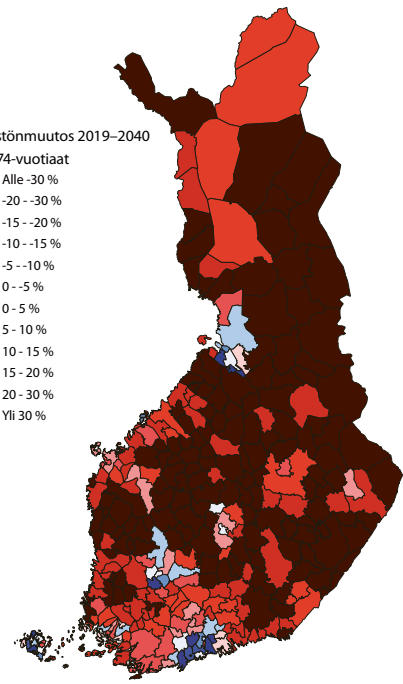 stönmuutos 2019–2040
74-vuotiaat
Alle -30 %
-20 - -30 %
-15 - -20 %
-10 - -15 %
-5 - -10 %
0 - -5 %
0 - 5 %
5 - 10 %
10 - 15 %
15 - 20 %
20 - 30 %
Yli 30 %